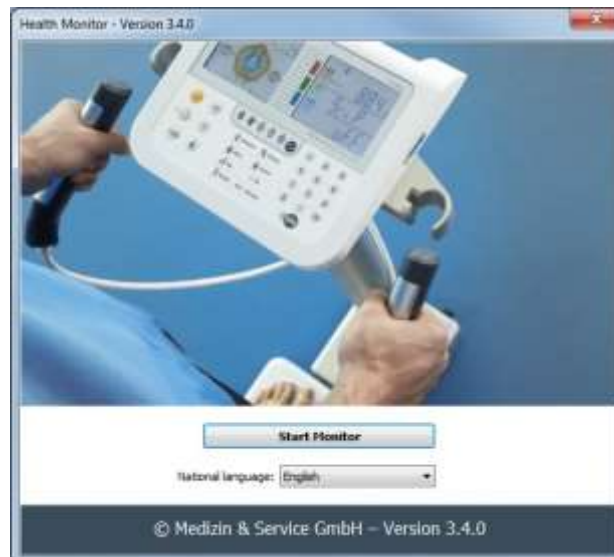 Health Monitor - Version 3.4.0
Start Monitor
National language: English
© Medizin & Service GmbH – Version 3.4.0